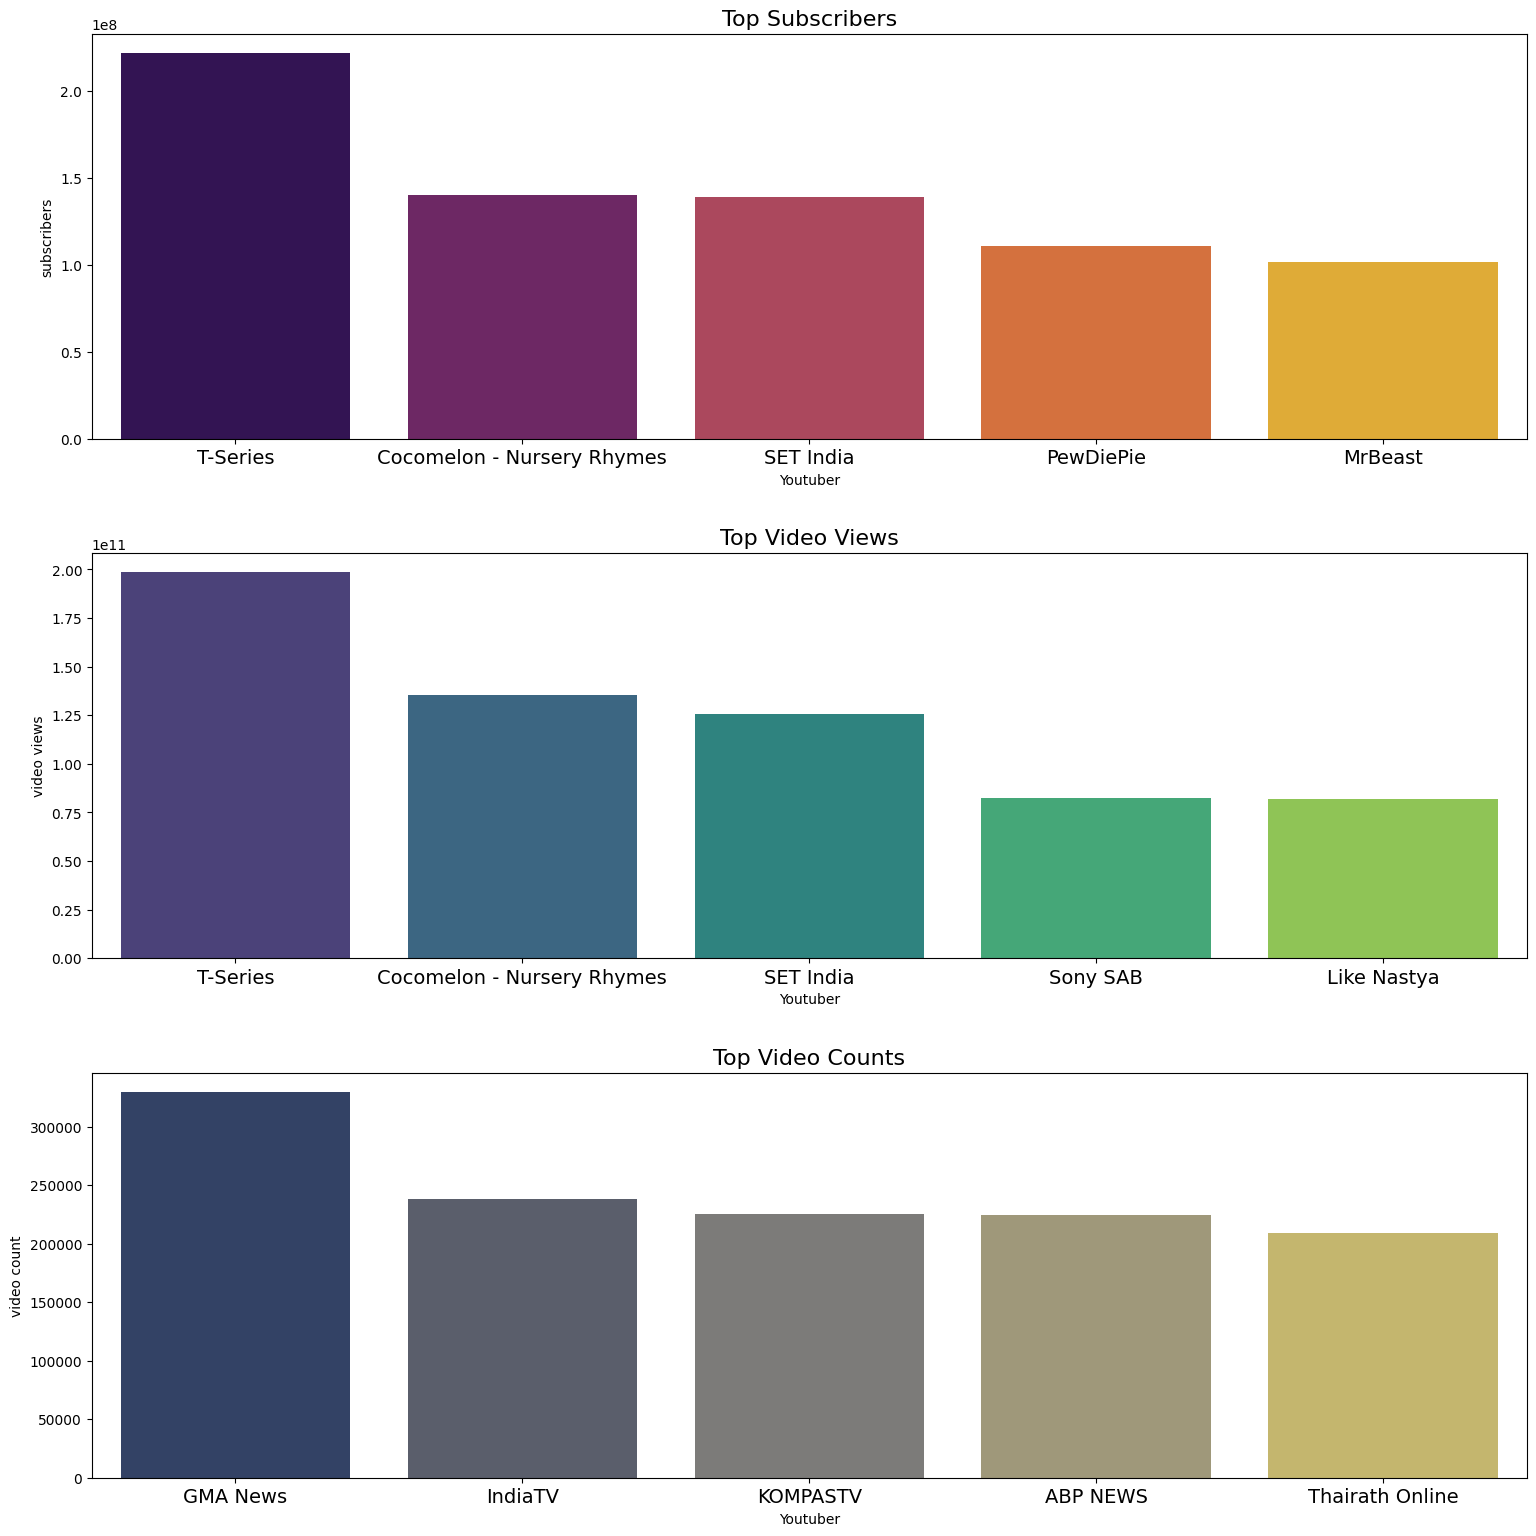 Top Subscribers
1e8
2.0
1.5
1.0
0.5
0.0
subscribers
T-Series Cocomelon - Nursery Rhymes SET India PewDiePie MrBeast
Youtuber
Top Video Views
1e11
2.00
1.75
1.50
1.25
1.00
0.75
0.50
0.25
0.00
video views
T-Series Cocomelon - Nursery Rhymes SET India Sony SAB Like Nastya
Youtuber
Top Video Counts
300000
250000
200000
150000
100000
50000
0
video count
GMA News IndiaTV KOMPASTV ABP NEWS Thairath Online
Youtuber